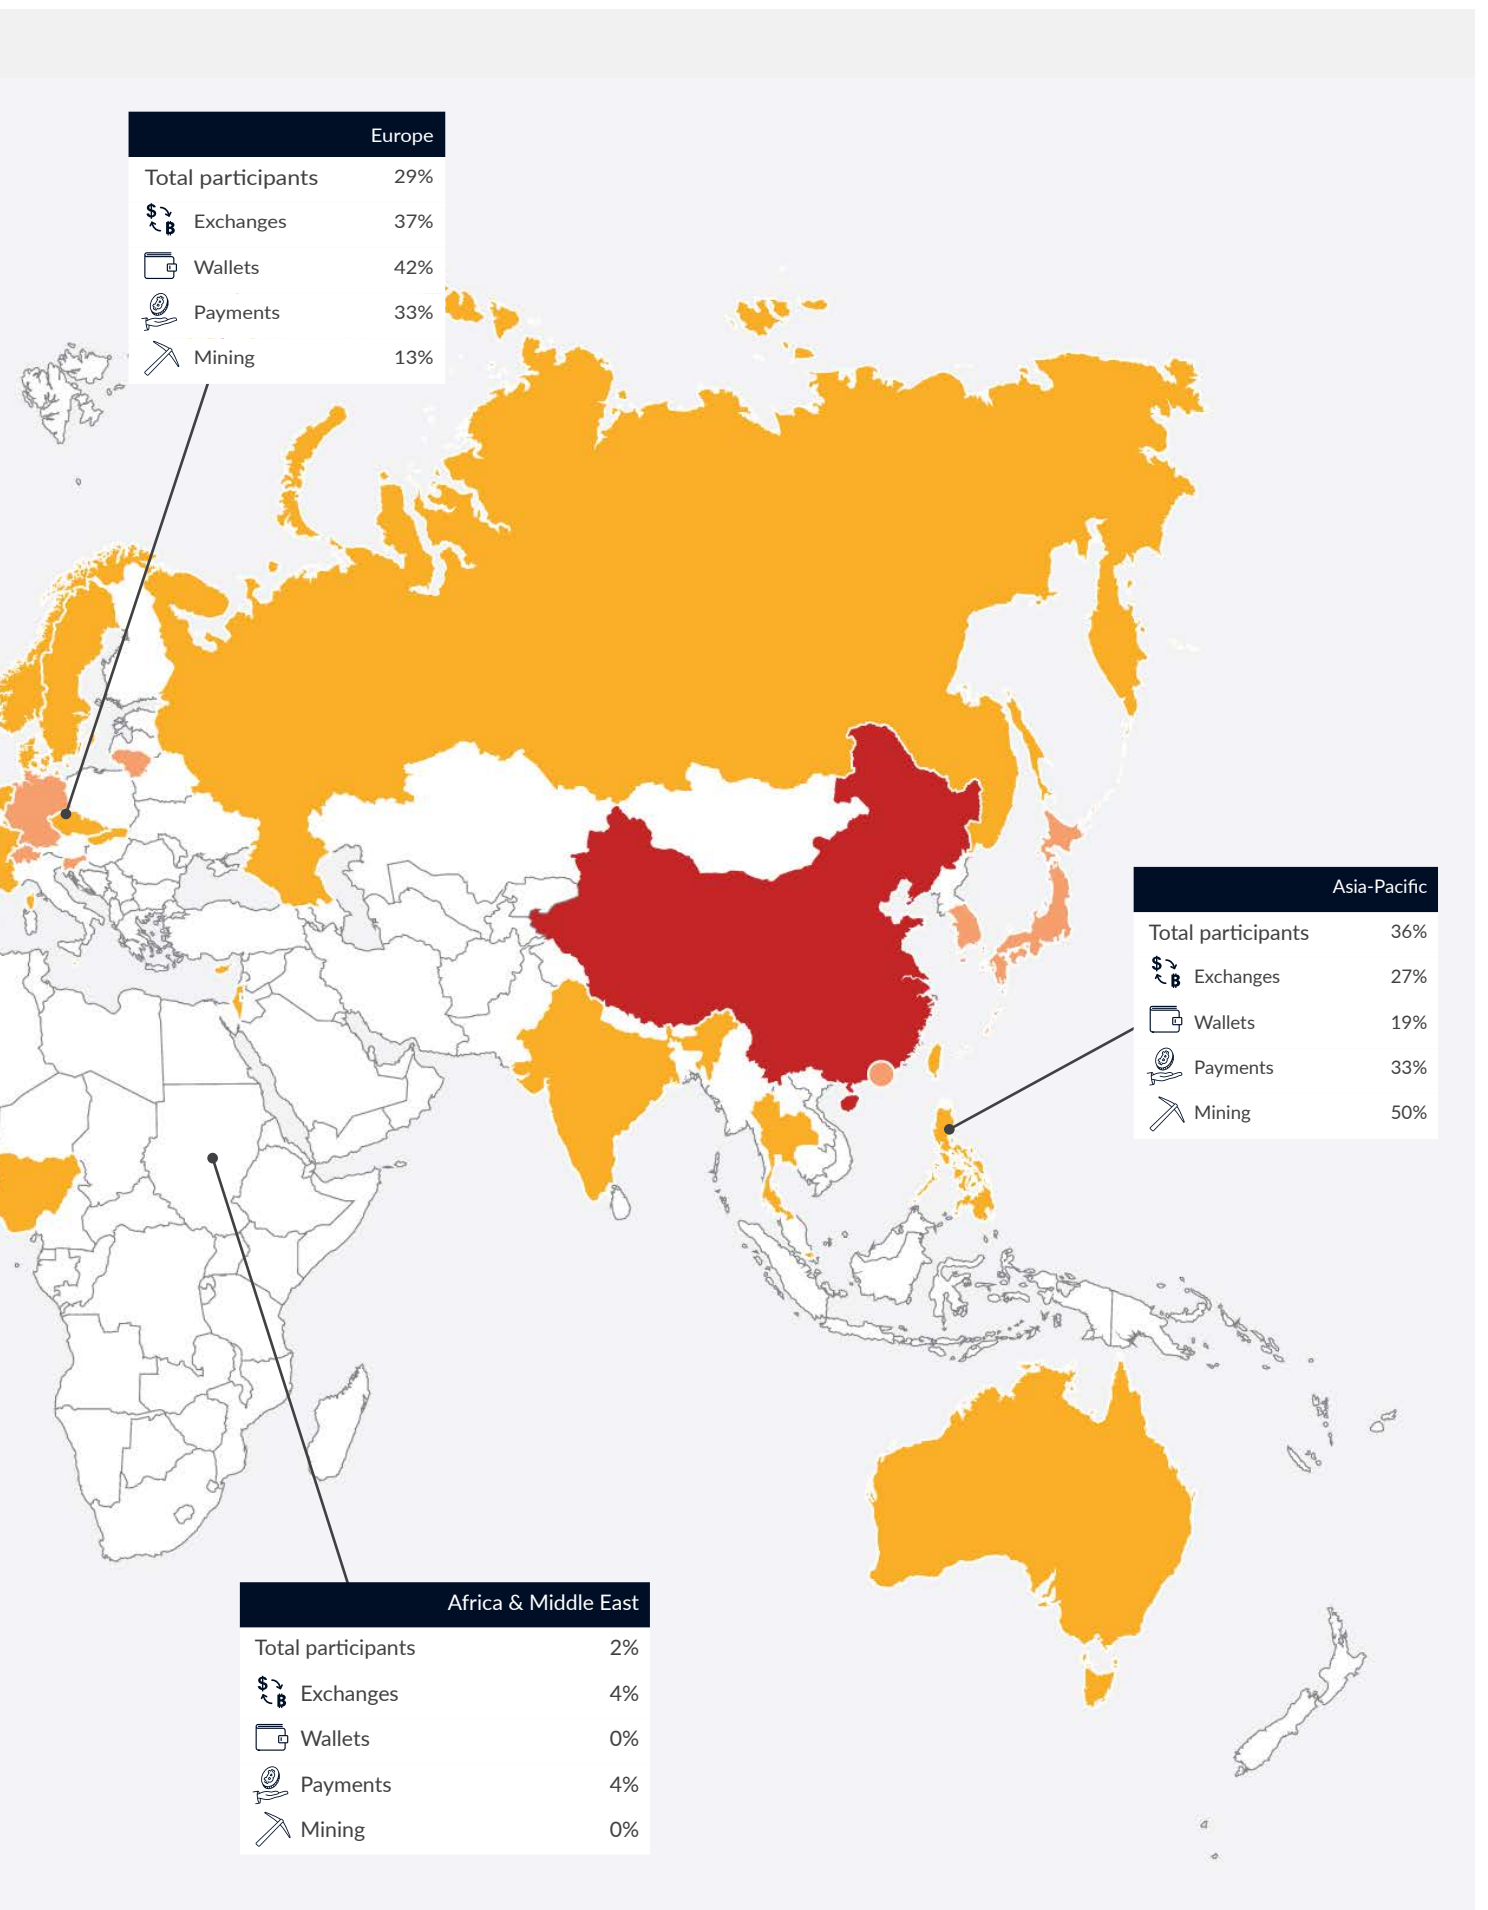 Europe
Total participants 29%
Exchanges 37%
Wallets 42%
Payments 33%
Mining 13%
Asia-Pacific
Total participants 36%
Exchanges 27%
Wallets 19%
Payments 33%
Mining 50%
Africa & Middle East
Total participants 2%
Exchanges 4%
Wallets 0%
Payments 4%
Mining 0%